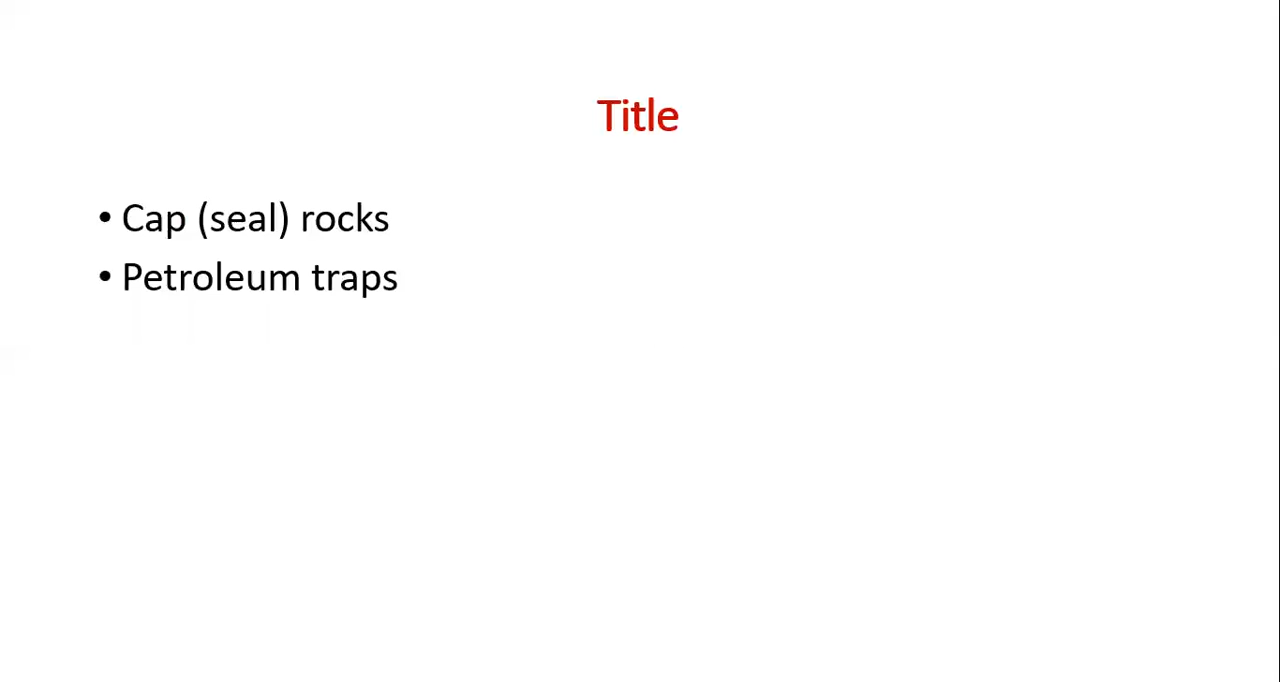 Title
• Cap (seal) rocks
• Petroleum traps